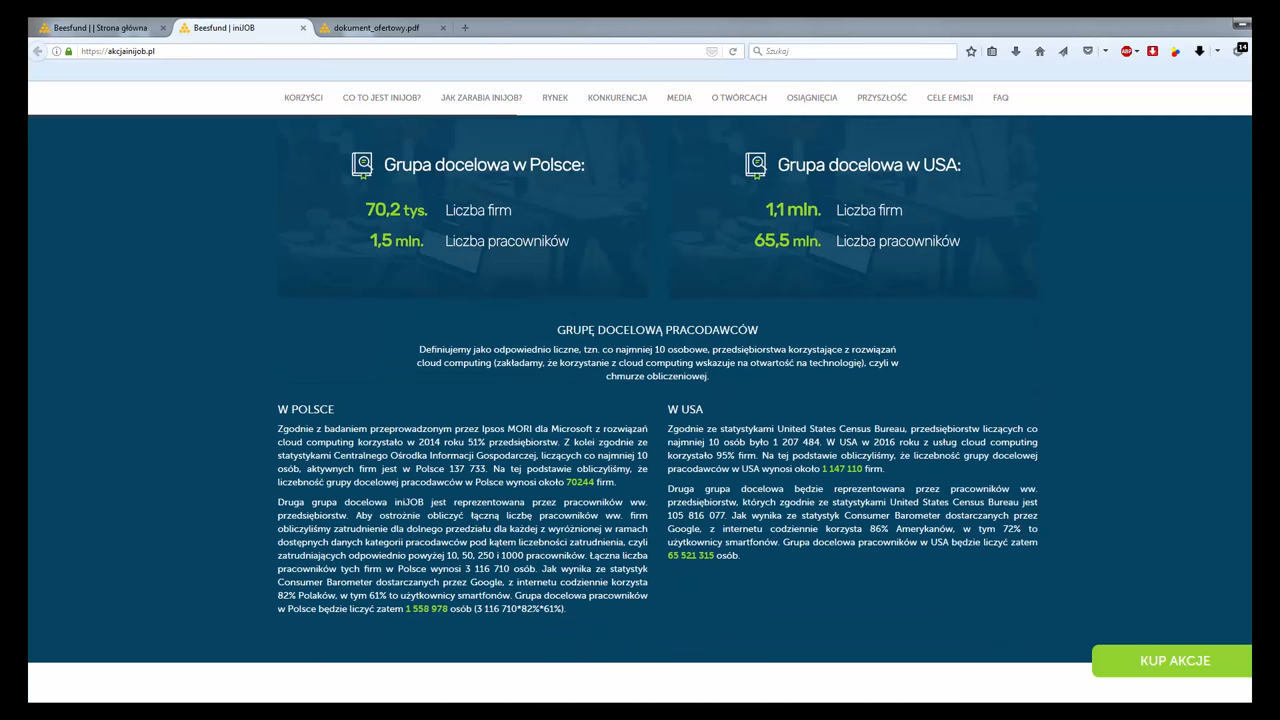 Beesfund | | Strona główna
Beesfund | iniJOB
dokument_ofertowy.pdf
https://akcjainijob.pl
Szukaj
ABP
14
KORZYŚCI
CO TO JEST INIJOB?
JAK ZARABIA INIJOB?
RYNEK
KONKURENCJA
MEDIA
O TWÓRCACH
OSIĄGNIĘCIA
PRZYSZŁOŚĆ
CELE EMISJI
FAQ
Grupa docelowa w Polsce:
70,2 tys. Liczba firm
1,5 mln. Liczba pracowników
Grupa docelowa w USA:
1,1 mln. Liczba firm
65,5 mln. Liczba pracowników
GRUPĘ DOCELOWĄ PRACODAWCÓW
Definiujemy jako odpowiednio liczne, tzn. co najmniej 10 osobowe, przedsiębiorstwa korzystające z rozwiązań
cloud computing (zakładamy, że korzystanie z cloud computing wskazuje na otwartość na technologię), czyli w
chmurze obliczeniowej.
W POLSCE
Zgodnie z badaniem przeprowadzonym przez Ipsos MORI dla Microsoft z rozwiązań
cloud computing korzystało w 2014 roku 51% przedsiębiorstw. Z kolei zgodnie ze
statystykami Centralnego Ośrodka Informacji Gospodarczej, liczących co najmniej 10
osób, aktywnych firm jest w Polsce 137 733. Na tej podstawie obliczyliśmy, że
liczebność grupy docelowej pracodawców w Polsce wynosi około 70244 firm.
Druga grupa docelowa iniJOB jest reprezentowana przez pracowników ww.
przedsiębiorstw. Aby ostrożnie obliczyć łączną liczbę pracowników ww. firm
obliczyliśmy zatrudnienie dla dolnego przedziału dla każdej z wyróżnionej w ramach
dostępnych danych kategorii pracodawców pod kątem liczebności zatrudnienia, czyli
zatrudniających odpowiednio powyżej 10, 50, 250 i 1000 pracowników. Łączna liczba
pracowników tych firm w Polsce wynosi 3 116 710 osób. Jak wynika ze statystyk
Consumer Barometer dostarczanych przez Google, z internetu codziennie korzysta
82% Polaków, w tym 61% to użytkownicy smartfonów. Grupa docelowa pracowników
w Polsce będzie liczyć zatem 1 558 978 osób (3 116 710*82%*61%).
W USA
Zgodnie ze statystykami United States Census Bureau, przedsiębiorstw liczących co
najmniej 10 osób było 1 207 484. W USA w 2016 roku z usług cloud computing
korzystało 95% firm. Na tej podstawie obliczyliśmy, że liczebność grupy docelowej
pracodawców w USA wynosi około 1 147 110 firm.
Druga grupa docelowa będzie reprezentowana przez pracowników ww.
przedsiębiorstw, których zgodnie ze statystykami United States Census Bureau jest
105 816 077. Jak wynika ze statystyk Consumer Barometer dostarczanych przez
Google, z internetu codziennie korzysta 86% Amerykanów, w tym 72% to
użytkownicy smartfonów. Grupa docelowa pracowników w USA będzie liczyć zatem
65 521 315 osób.
KUP AKCJE